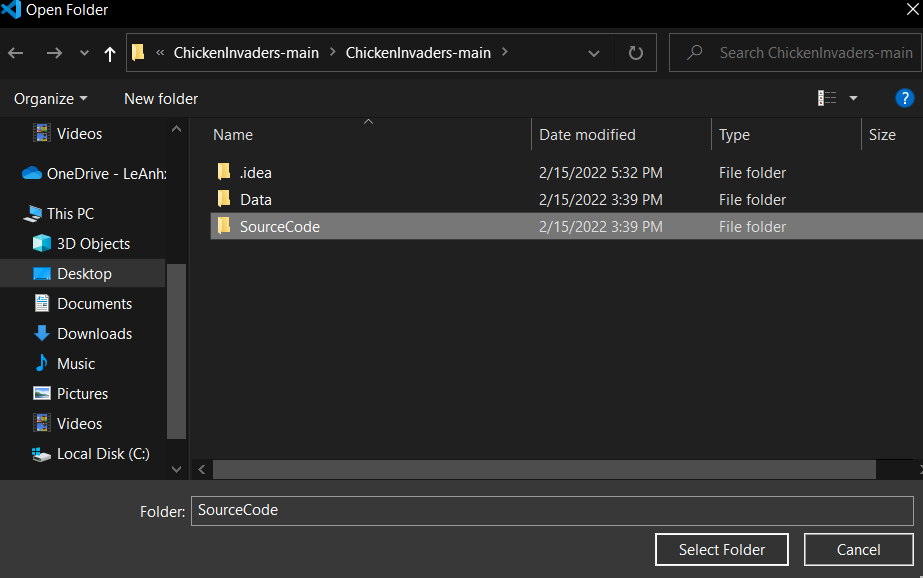 Open Folder
« ChickenInvaders-main > ChickenInvaders-main >
Search ChickenInvaders-main
Organize
New folder
?
Videos
OneDrive - LeAnh
This PC
3D Objects
Desktop
Documents
Downloads
Music
Pictures
Videos
Local Disk (C:)
Name Date modified Type Size
.idea 2/15/2022 5:32 PM File folder
Data 2/15/2022 3:39 PM File folder
SourceCode 2/15/2022 3:39 PM File folder
Folder: SourceCode
Select Folder Cancel